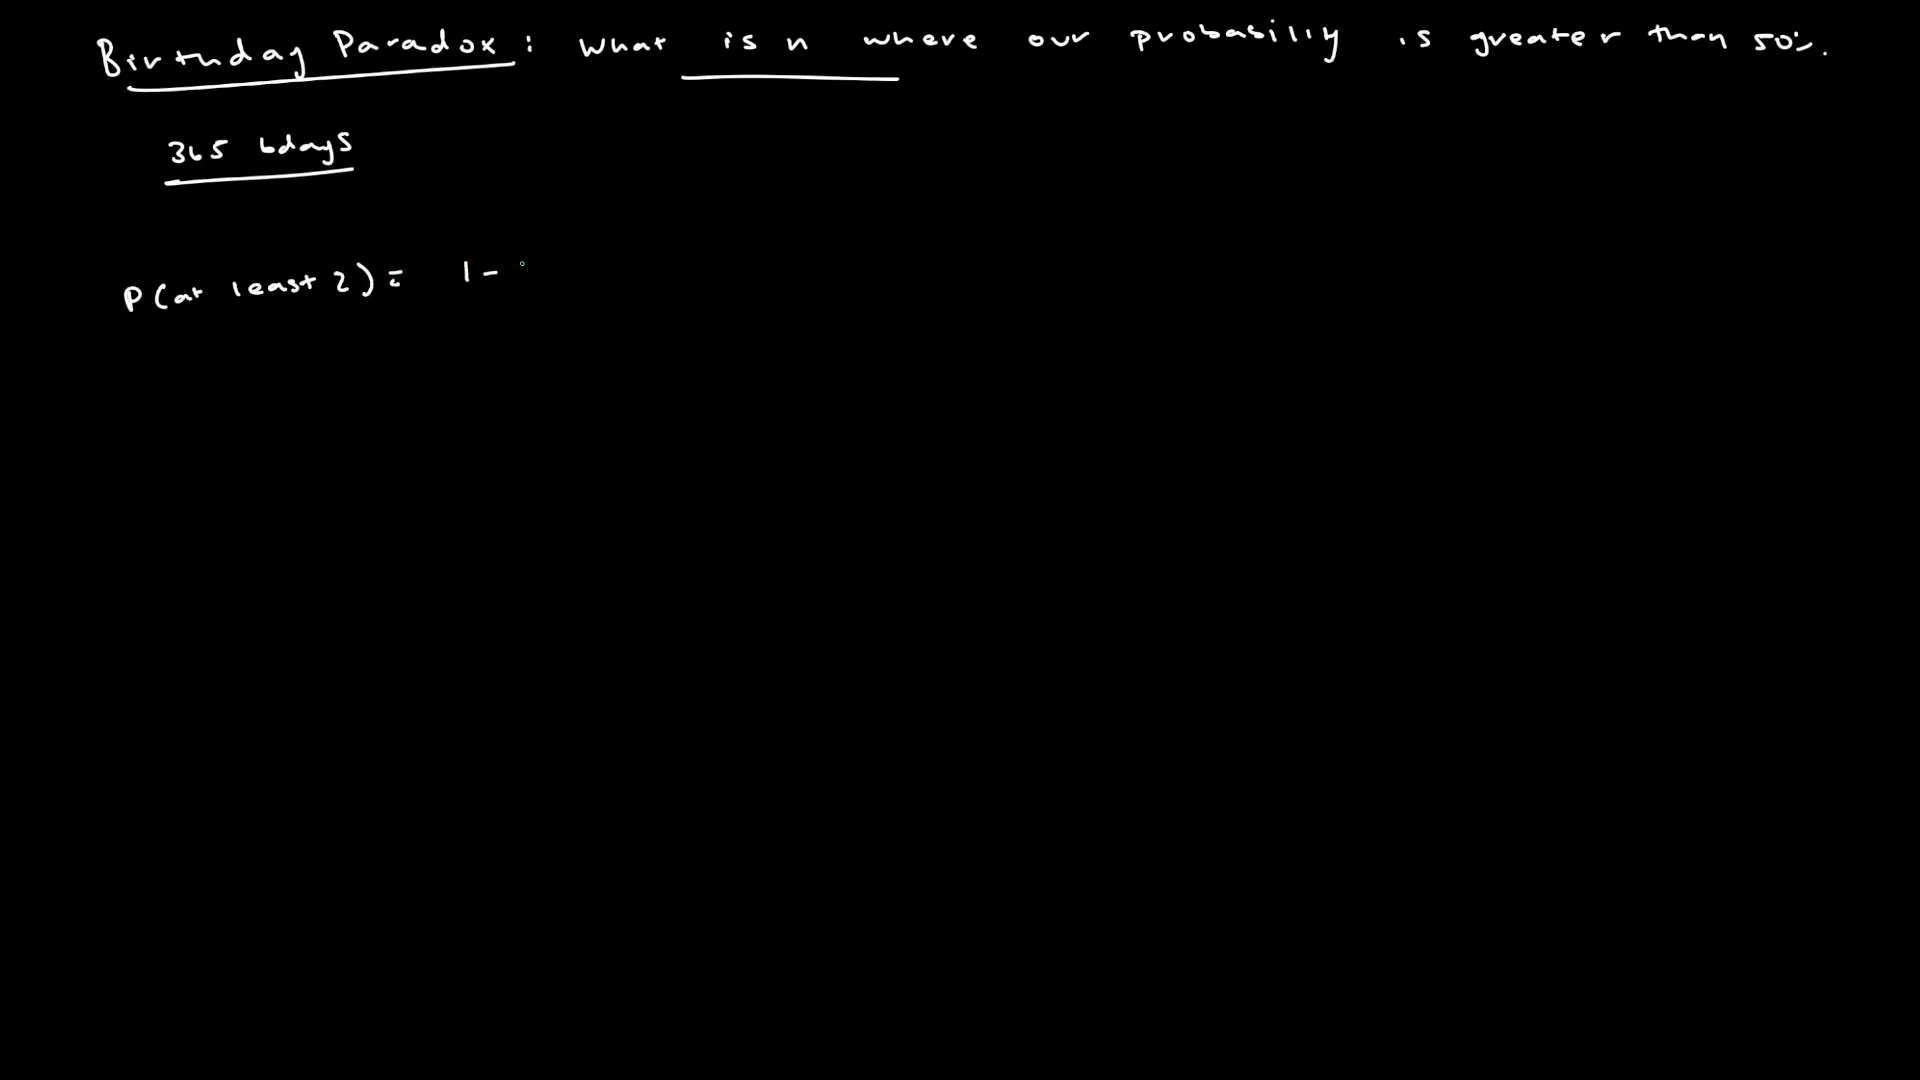 Birthday Paradox: What is n where our probability is greater than 50%.
365 bdays
P(at least 2) = 1 -